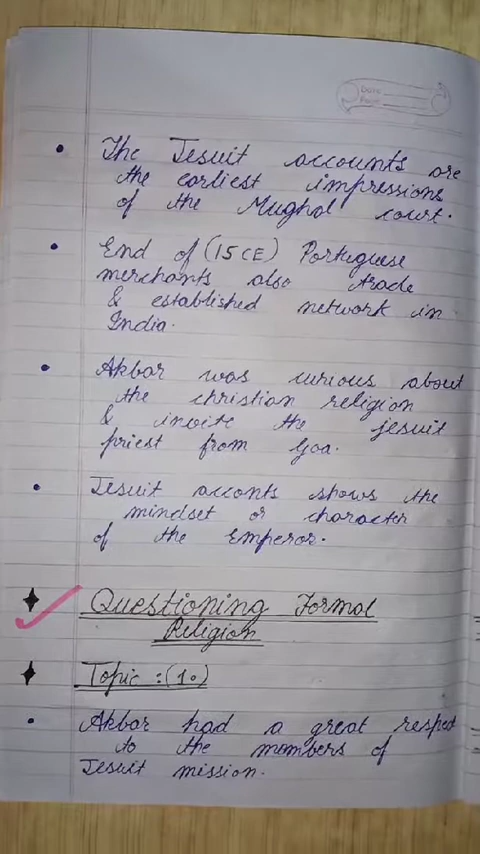 Date
Page
• The Jesuit accounts are
the earliest impressions
of the Mughal court.
• End of (15 CE) Portuguese
merchants also trade
& established network in
India.
• Akbar was curious about
the christian religion
& invite the jesuit
priest from Goa.
• Jesuit acconts shows the
mindset or character
of the Emperor.
Questioning Formal
Religion
Topic :(10)
• Akbar had a great respect
to the members of
Jesuit mission.